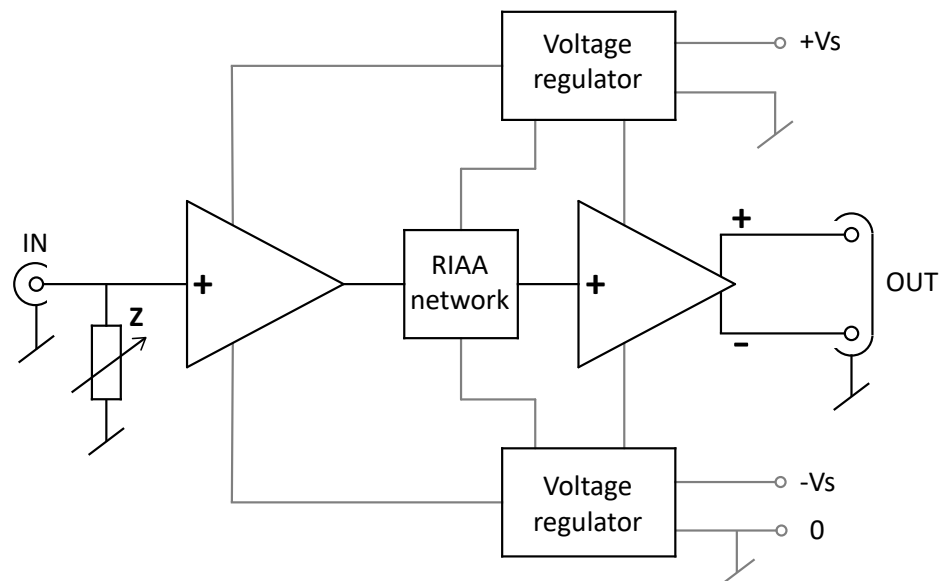 Voltage
regulator
+Vs
IN
+
Z
RIAA
network
+
+
-
OUT
Voltage
regulator
-Vs
0